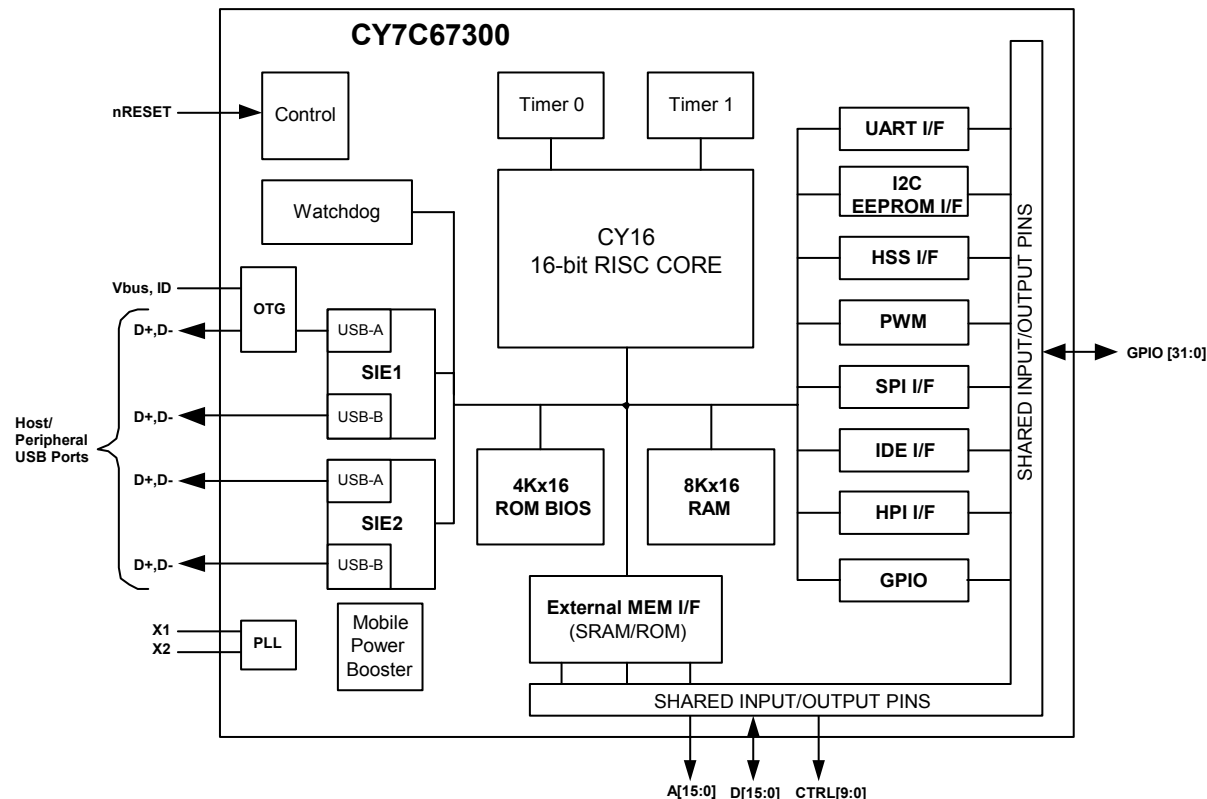 CY7C67300
nRESET
Control
Timer 0
Timer 1
UART I/F
Watchdog
I2C
EEPROM I/F
CY16
16-bit RISC CORE
HSS I/F
Vbus, ID
OTG
D+,D-
USB-A
PWM
SIE1
GPIO [31:0]
SHARED INPUT/OUTPUT PINS
SPI I/F
D+,D-
USB-B
Host/
Peripheral
USB Ports
IDE I/F
D+,D-
USB-A
4Kx16
ROM BIOS
8Kx16
RAM
SIE2
HPI I/F
D+,D-
USB-B
GPIO
External MEM I/F
(SRAM/ROM)
X1
X2
PLL
Mobile
Power
Booster
SHARED INPUT/OUTPUT PINS
A[15:0]
D[15:0]
CTRL[9:0]